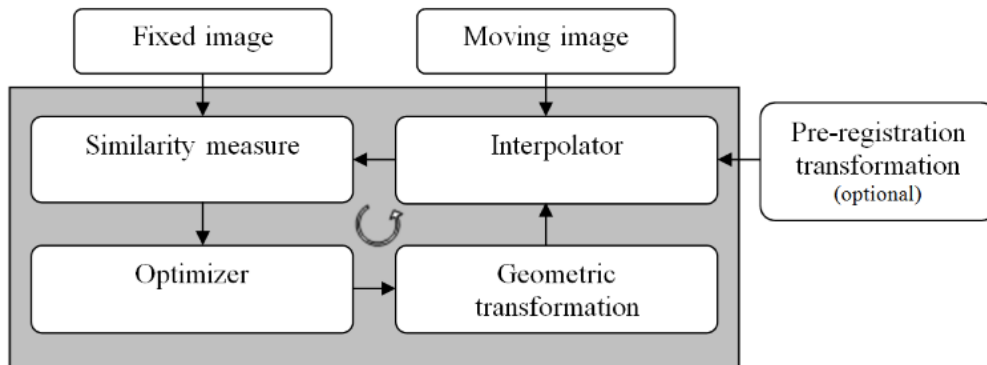 Fixed image
Moving image
Similarity measure
Interpolator
Pre-registration
transformation
(optional)
Optimizer
Geometric
transformation